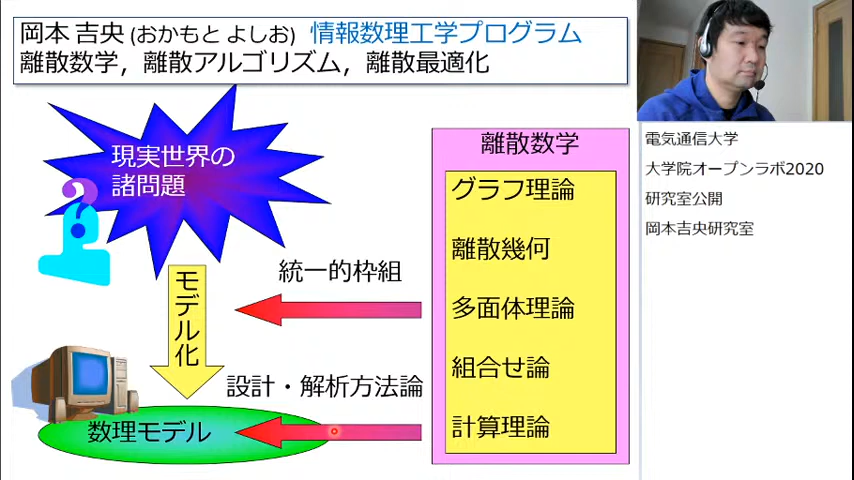 岡本 吉央 (おかもと よしお) 情報数理工学プログラム
離散数学，離散アルゴリズム，離散最適化
現実世界の
諸問題
モデル化
数理モデル
統一的枠組
設計・解析方法論
離散数学
グラフ理論
離散幾何
多面体理論
組合せ論
計算理論
電気通信大学
大学院オープンラボ2020
研究室公開
岡本吉央研究室